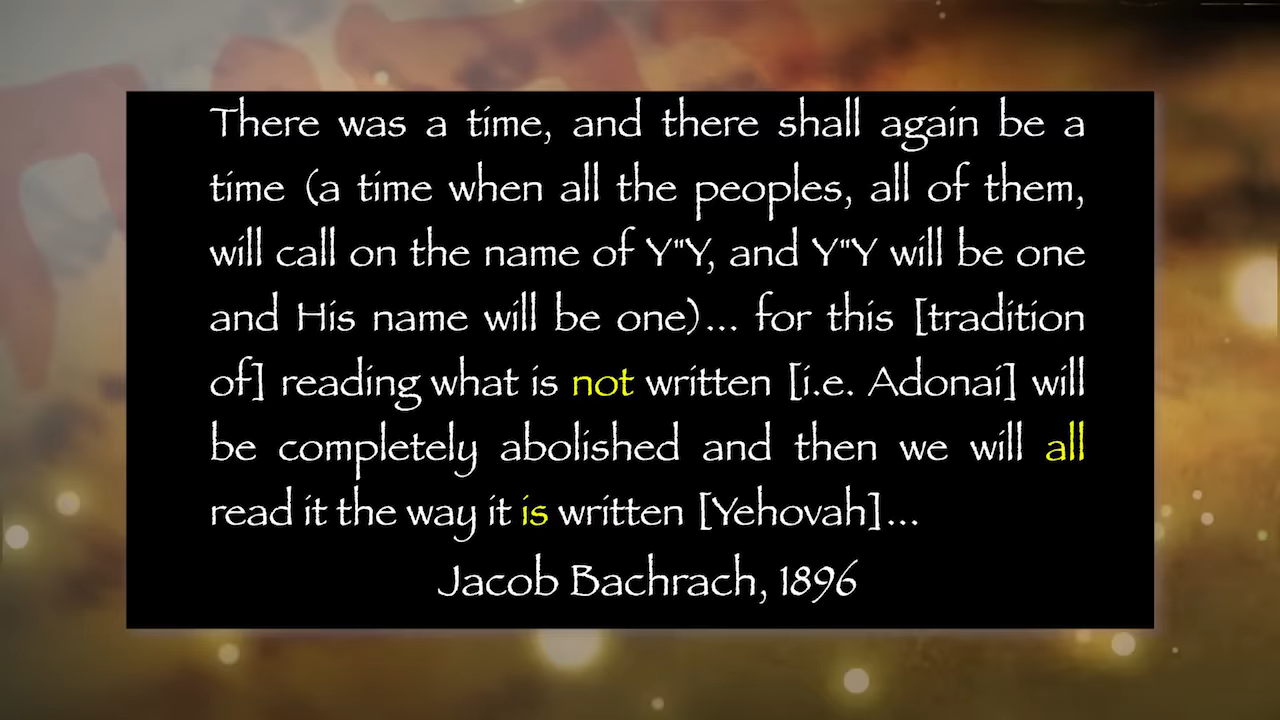 There was a time, and there shall again be a
time (a time when all the peoples, all of them,
will call on the name of Y"Y, and Y"Y will be one
and His name will be one)... for this [tradition
of] reading what is not written [i.e. Adonai] will
be completely abolished and then we will all
read it the way it is written [Yehovah]...
Jacob Bachrach, 1896